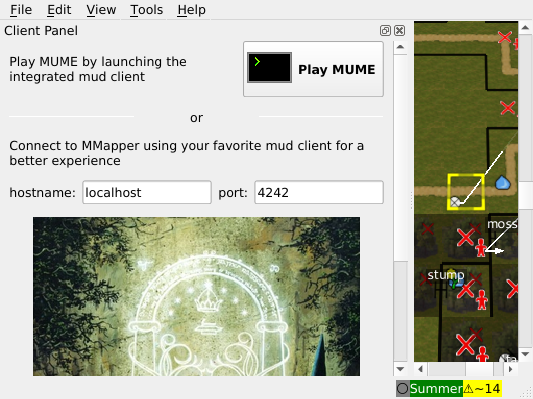 File Edit View Tools Help
Client Panel
Play MUME by launching the
integrated mud client
Play MUME
or
Connect to MMapper using your favorite mud client for a
better experience
hostname: localhost port: 4242
moss
stump
Summer ⚠~14